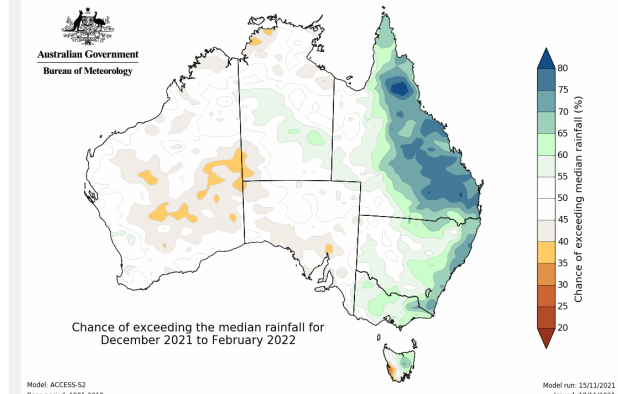 Australian Government
Bureau of Meteorology
80
75
70
65
60
55
50
45
40
35
30
25
20
Chance of exceeding median rainfall (%)
Chance of exceeding the median rainfall for
December 2021 to February 2022
Model: ACCESS-S2
Model run: 15/11/2021